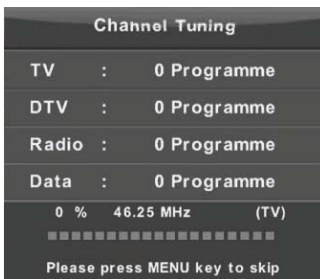 Channel Tuning
TV : 0 Programme
DTV : 0 Programme
Radio : 0 Programme
Data : 0 Programme
0 % 46.25 MHz (TV)
Please press MENU key to skip